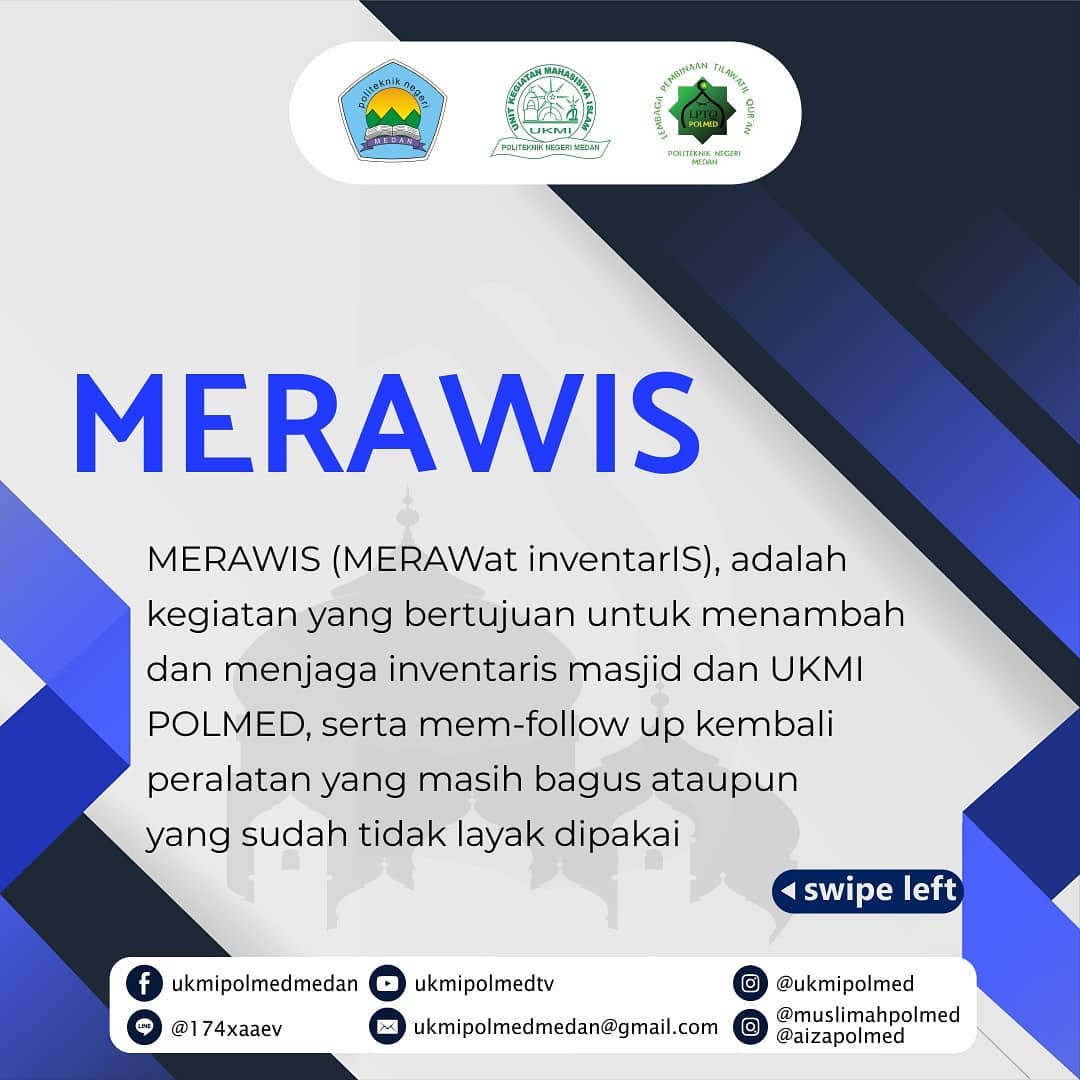 politeknik negeri
MEDAN
UNIT KEGIATAN MAHASISWA ISLAM
UKMI
POLITEKNIK NEGERI MEDAN
LEMBAGA PEMBINAAN TILAWATIL QUR'AN
LPTQ
POLMED
POLITEKNIK NEGERI
MEDAN
MERAWIS
MERAWIS (MERAWat inventarIS), adalah
kegiatan yang bertujuan untuk menambah
dan menjaga inventaris masjid dan UKMI
POLMED, serta mem-follow up kembali
peralatan yang masih bagus ataupun
yang sudah tidak layak dipakai
swipe left
ukmipolmedmedan
ukmipolmedtv
@ukmipolmed
LINE
@174xaaev
ukmipolmedmedan@gmail.com
@muslimahpolmed
@aizapolmed